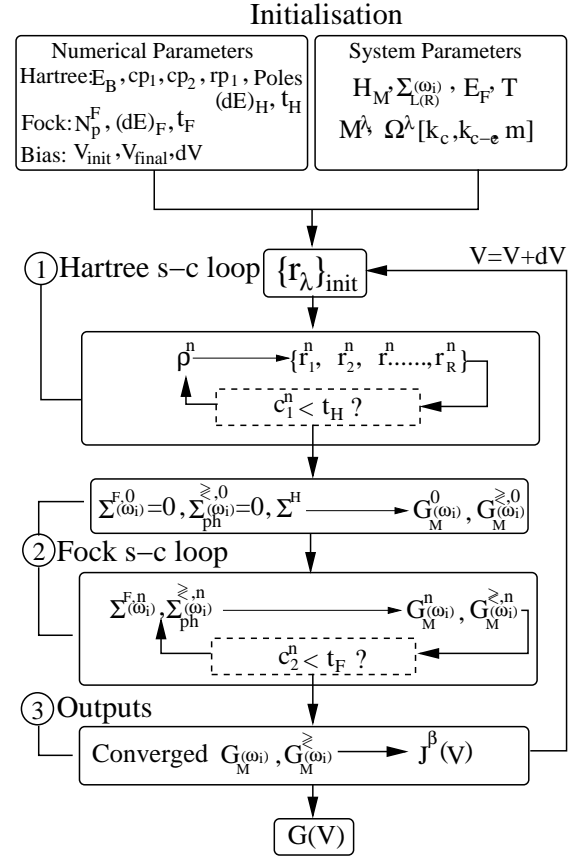 Initialisation
Numerical Parameters
Hartree: E_B, cp_1, cp_2, rp_1, Poles
(dE)_H, t_H
Fock: N_p^F, (dE)_F, t_F
Bias: V_init, V_final, dV
System Parameters
H_M, Σ_L(R)^(ω_i), E_F, T
M^λ, Ω^λ [k_c, k_c-e, m]
1 Hartree s-c loop
{r_λ}_init
V=V+dV
ρ^n {r_1^n, r_2^n, r^n......, r_R^n}
c_1^n < t_H ?
Σ^F,0(ω_i)=0, Σ_ph^≷,0(ω_i)=0, Σ^H G_M^0(ω_i), G_M^≷,0(ω_i)
2 Fock s-c loop
Σ^F,n(ω_i), Σ_ph^≷,n(ω_i) G_M^n(ω_i), G_M^≷,n(ω_i)
c_2^n < t_F ?
3 Outputs
Converged G_M(ω_i), G_M^≷(ω_i) J^β(V)
G(V)